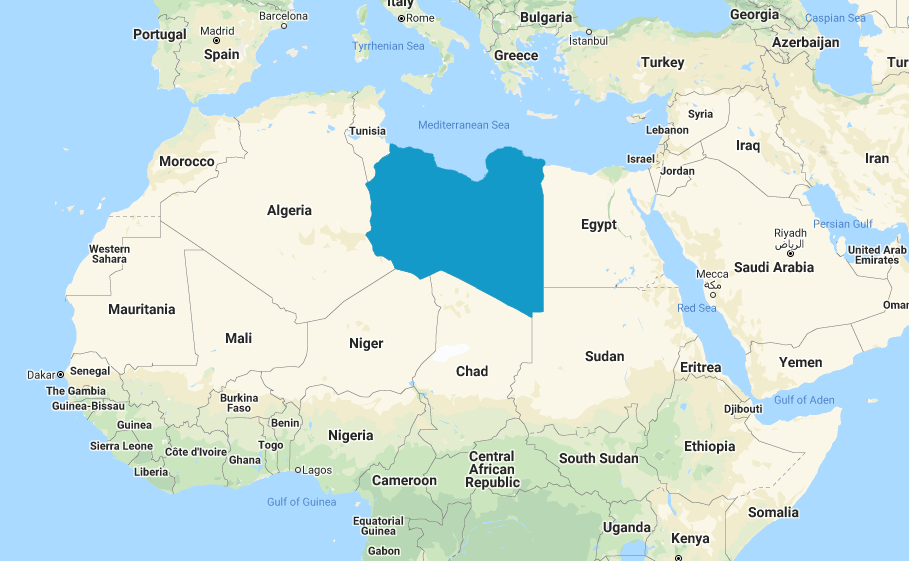 Italy
Rome
Barcelona
Portugal
Madrid
Spain
Tyrrhenian Sea
Bulgaria
İstanbul
Greece
Georgia
Caspian Sea
Azerbaijan
Turkey
Tur
Mediterranean Sea
Tunisia
Morocco
Algeria
Syria
Lebanon
Iraq
Iran
Israel
Jordan
Egypt
Persian Gulf
Riyadh
الرياض
United Arab
Emirates
Saudi Arabia
Mecca
مكة
Red Sea
Oman
Western
Sahara
Mauritania
Mali
Niger
Chad
Sudan
Eritrea
Yemen
Dakar
Senegal
The Gambia
Guinea-Bissau
Guinea
Sierra Leone
Liberia
Côte d'Ivoire
Burkina
Faso
Ghana
Togo
Benin
Nigeria
Lagos
Gulf of Guinea
Cameroon
Central
African
Republic
South Sudan
Ethiopia
Djibouti
Gulf of Aden
Somalia
Equatorial
Guinea
Gabon
Uganda
Kenya